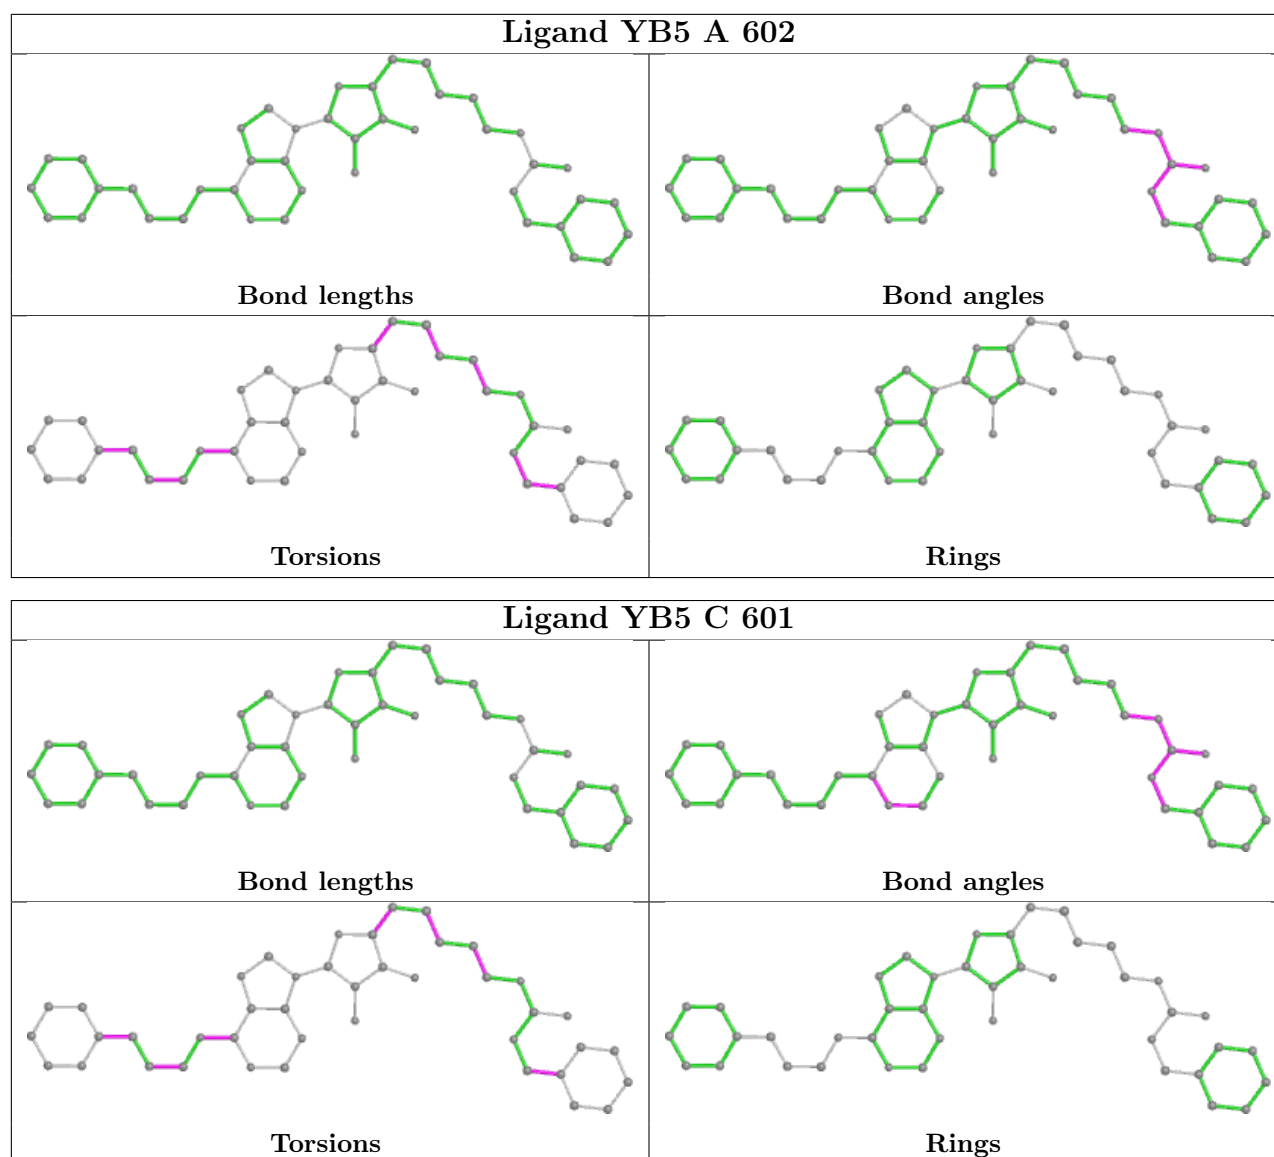 Ligand YB5 A 602
Bond lengths
Bond angles
Torsions
Rings
Ligand YB5 C 601
Bond lengths
Bond angles
Torsions
Rings